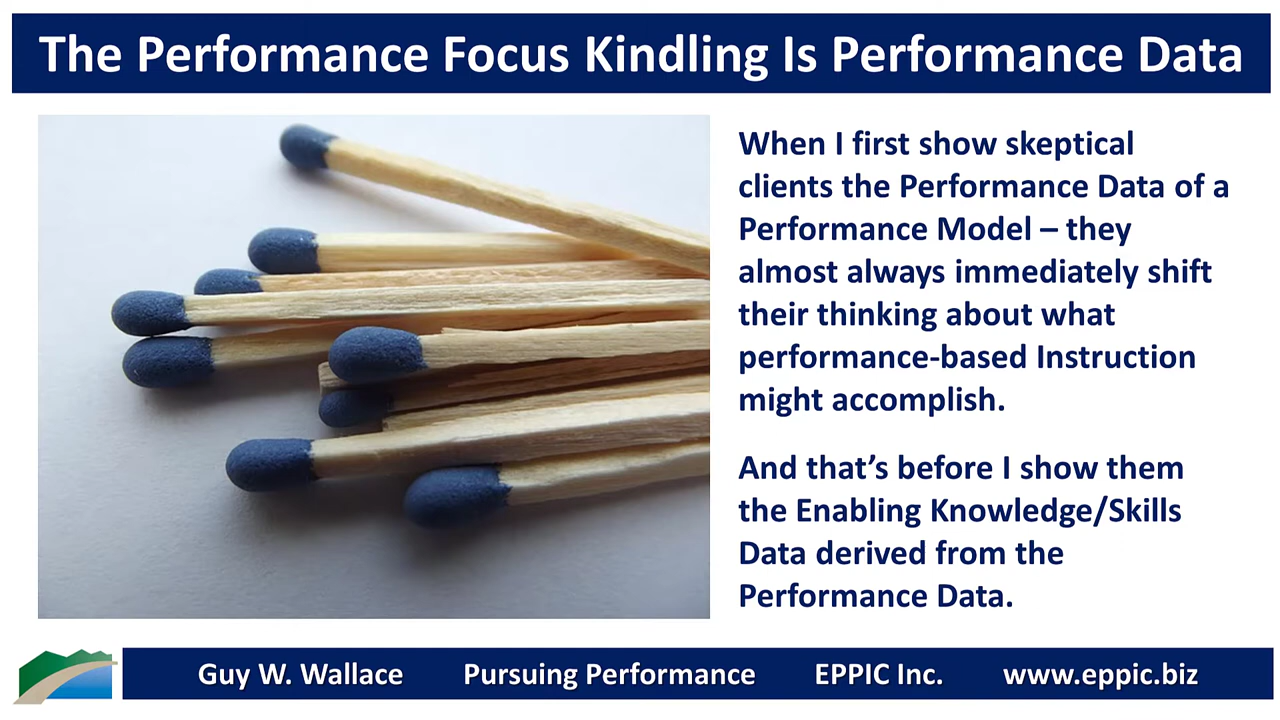 The Performance Focus Kindling Is Performance Data
When I first show skeptical
clients the Performance Data of a
Performance Model – they
almost always immediately shift
their thinking about what
performance-based Instruction
might accomplish.
And that’s before I show them
the Enabling Knowledge/Skills
Data derived from the
Performance Data.
Guy W. Wallace Pursuing Performance EPPIC Inc. www.eppic.biz